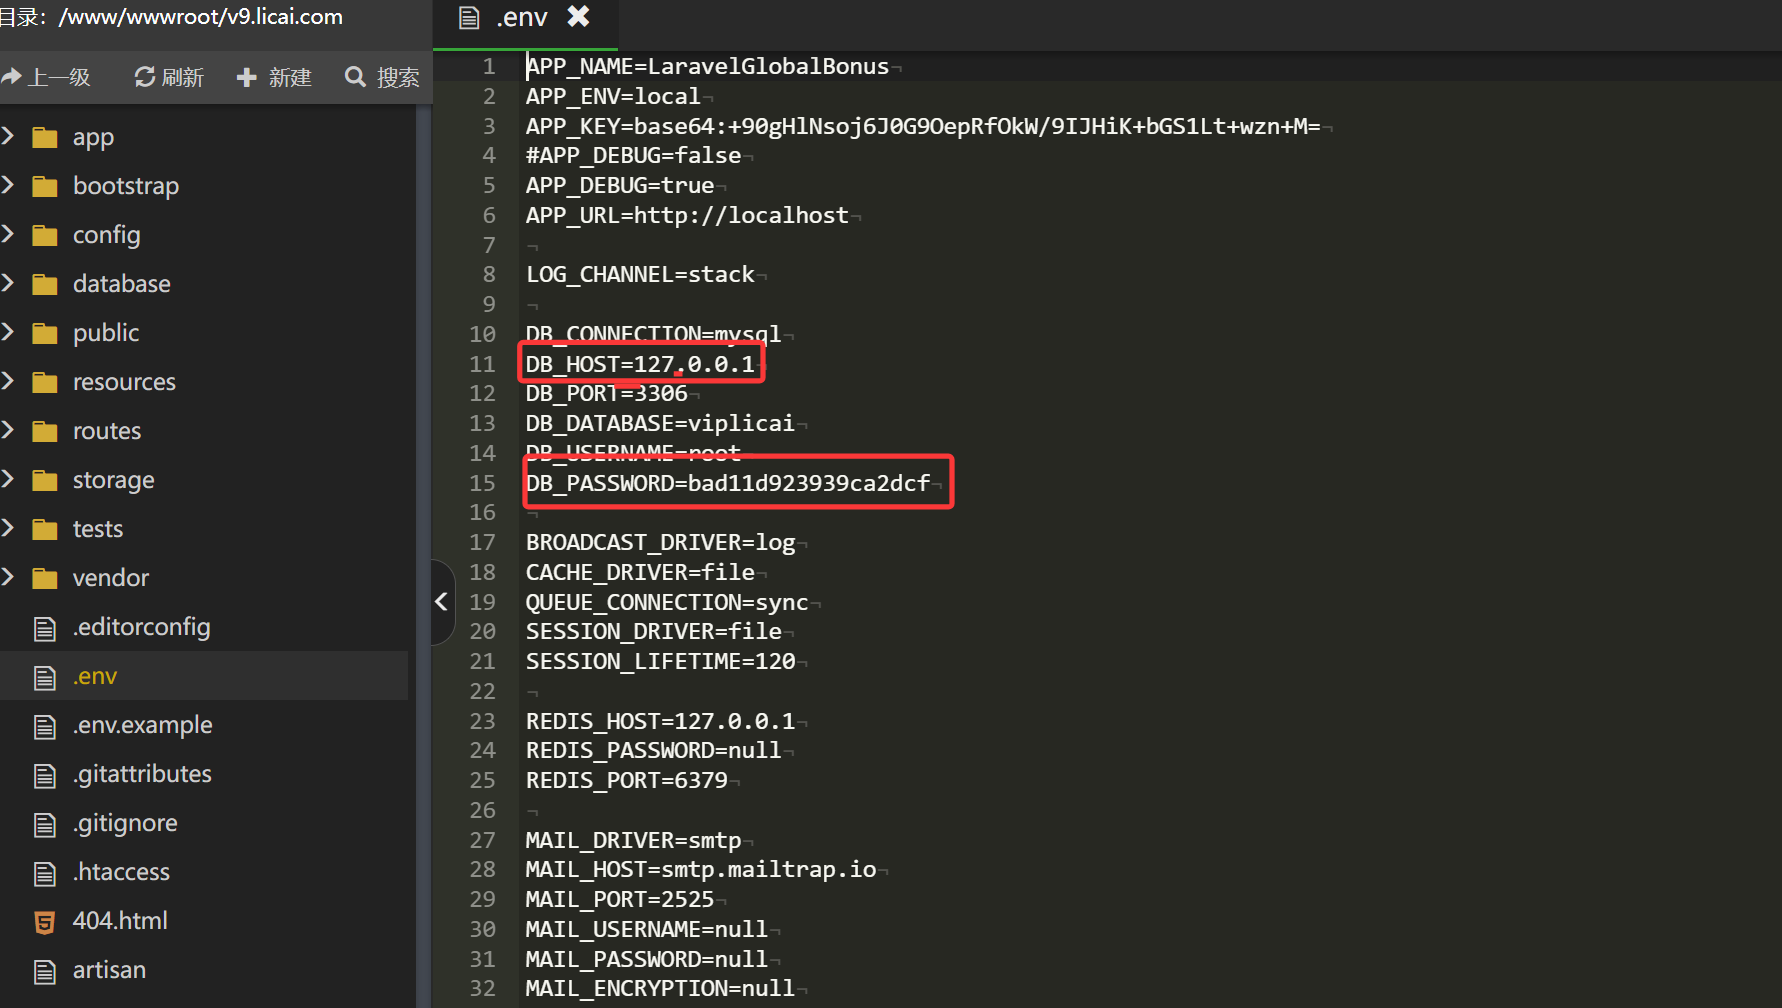 目录：/www/wwwroot/v9.licai.com
上一级 刷新 新建 搜索
app
bootstrap
config
database
public
resources
routes
storage
tests
vendor
.editorconfig
.env
.env.example
.gitattributes
.gitignore
.htaccess
404.html
artisan
.env
1 APP_NAME=LaravelGlobalBonus
2 APP_ENV=local
3 APP_KEY=base64:+90gHlNsoj6J0G9OepRfOkW/9IJHiK+bGS1Lt+wzn+M=
4 #APP_DEBUG=false
5 APP_DEBUG=true
6 APP_URL=http://localhost
7
8 LOG_CHANNEL=stack
9
10 DB_CONNECTION=mysql
11 DB_HOST=127.0.0.1
12 DB_PORT=3306
13 DB_DATABASE=viplicai
14 DB_USERNAME=root
15 DB_PASSWORD=bad11d923939ca2dcf
16
17 BROADCAST_DRIVER=log
18 CACHE_DRIVER=file
19 QUEUE_CONNECTION=sync
20 SESSION_DRIVER=file
21 SESSION_LIFETIME=120
22
23 REDIS_HOST=127.0.0.1
24 REDIS_PASSWORD=null
25 REDIS_PORT=6379
26
27 MAIL_DRIVER=smtp
28 MAIL_HOST=smtp.mailtrap.io
29 MAIL_PORT=2525
30 MAIL_USERNAME=null
31 MAIL_PASSWORD=null
32 MAIL_ENCRYPTION=null